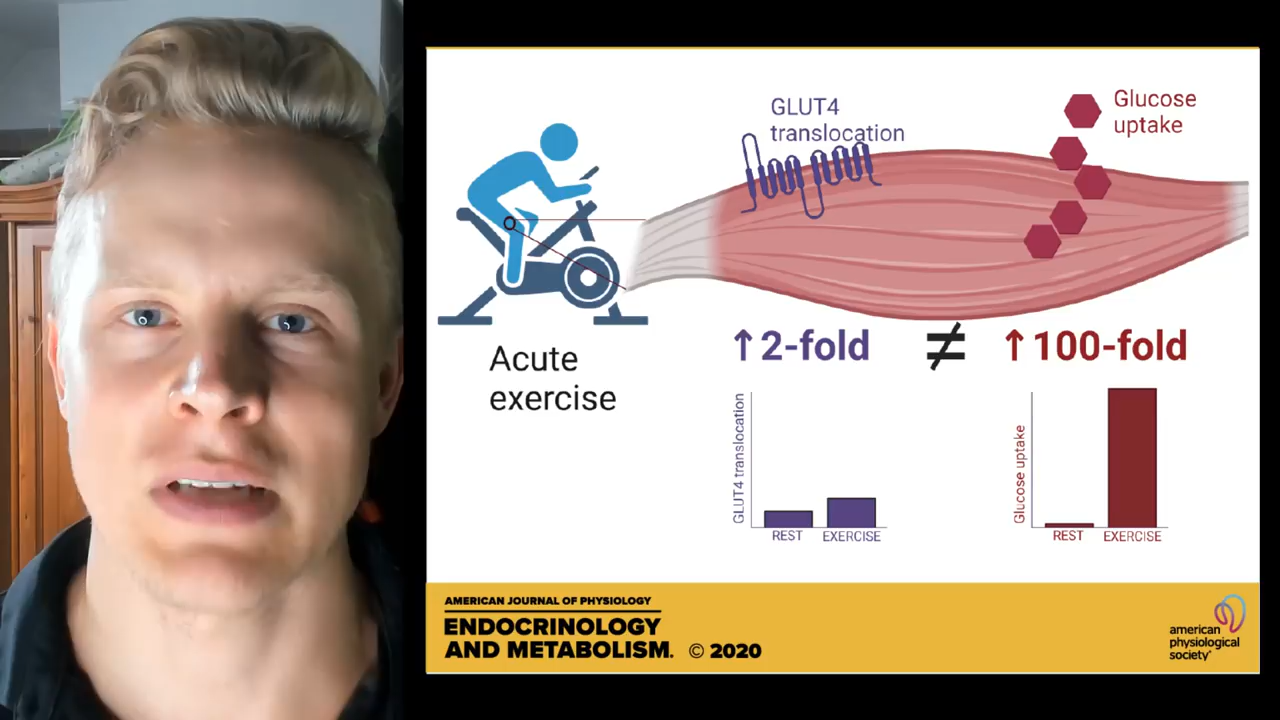 GLUT4
translocation
Glucose
uptake
Acute
exercise
↑2-fold
≠
↑100-fold
GLUT4 translocation
REST
EXERCISE
Glucose uptake
REST
EXERCISE
AMERICAN JOURNAL OF PHYSIOLOGY
ENDOCRINOLOGY
AND METABOLISM. © 2020
american
physiological
society®